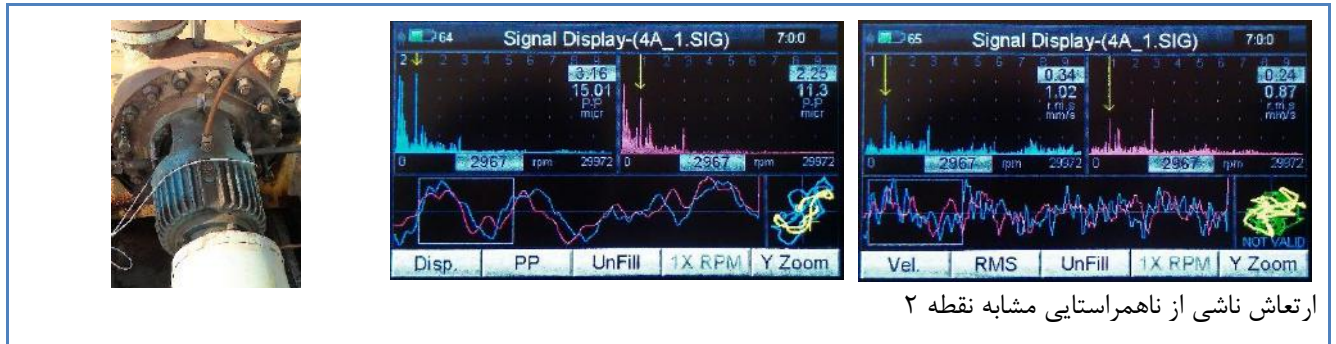 64 Signal Display-(4A_1.SIG) 7:0:0
3.16
15.01
P-P
micr
2.25
11.3
P-P
micr
0 2967 rpm 29972 0 2967 rpm 29972
Disp. PP UnFill 1X RPM Y Zoom
65 Signal Display-(4A_1.SIG) 7:0:0
0.34
1.02
r.m.s
mm/s
0.24
0.87
r.m.s
mm/s
0 2967 rpm 29972 0 2967 rpm 29972
NOT VALID
Vel. RMS UnFill 1X RPM Y Zoom
ارتعاش ناشی از ناهمراستایی مشابه نقطه ۲